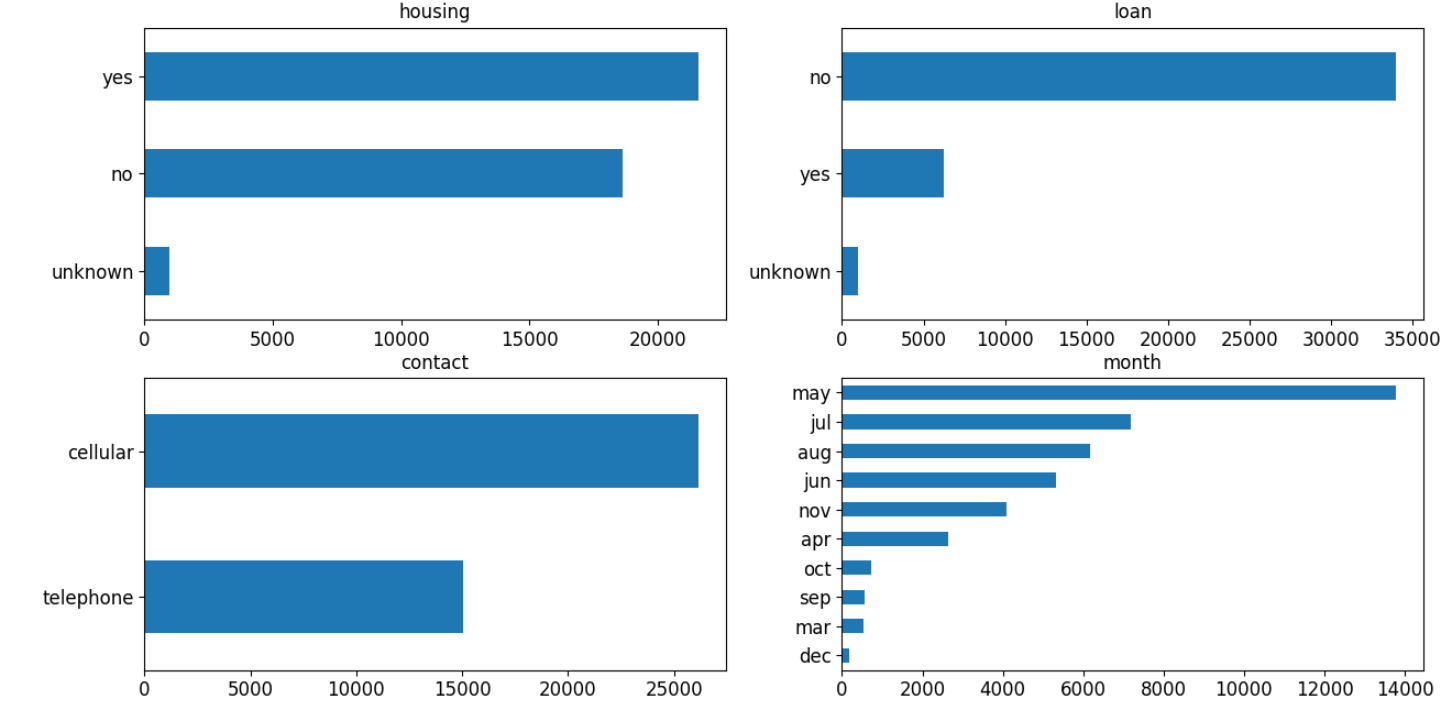 housing
yes
no
unknown
0 5000 10000 15000 20000
loan
no
yes
unknown
0 5000 10000 15000 20000 25000 30000 35000
contact
cellular
telephone
0 5000 10000 15000 20000 25000
month
may
jul
aug
jun
nov
apr
oct
sep
mar
dec
0 2000 4000 6000 8000 10000 12000 14000